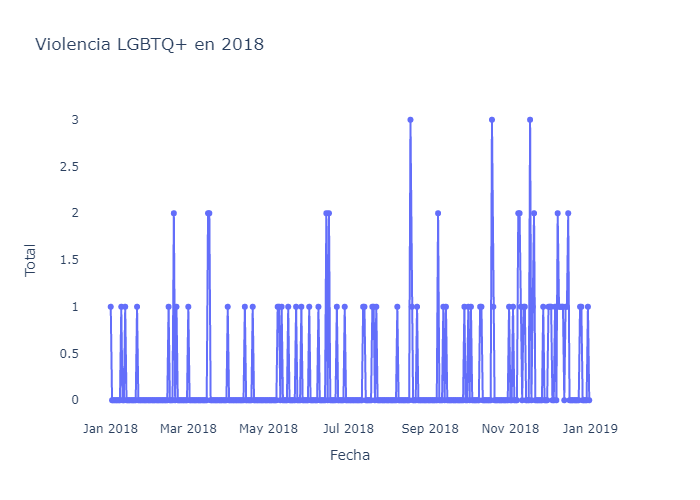 Violencia LGBTQ+ en 2018
3
2.5
2
1.5
1
0.5
0
Total
Jan 2018
Mar 2018
May 2018
Jul 2018
Sep 2018
Nov 2018
Jan 2019
Fecha